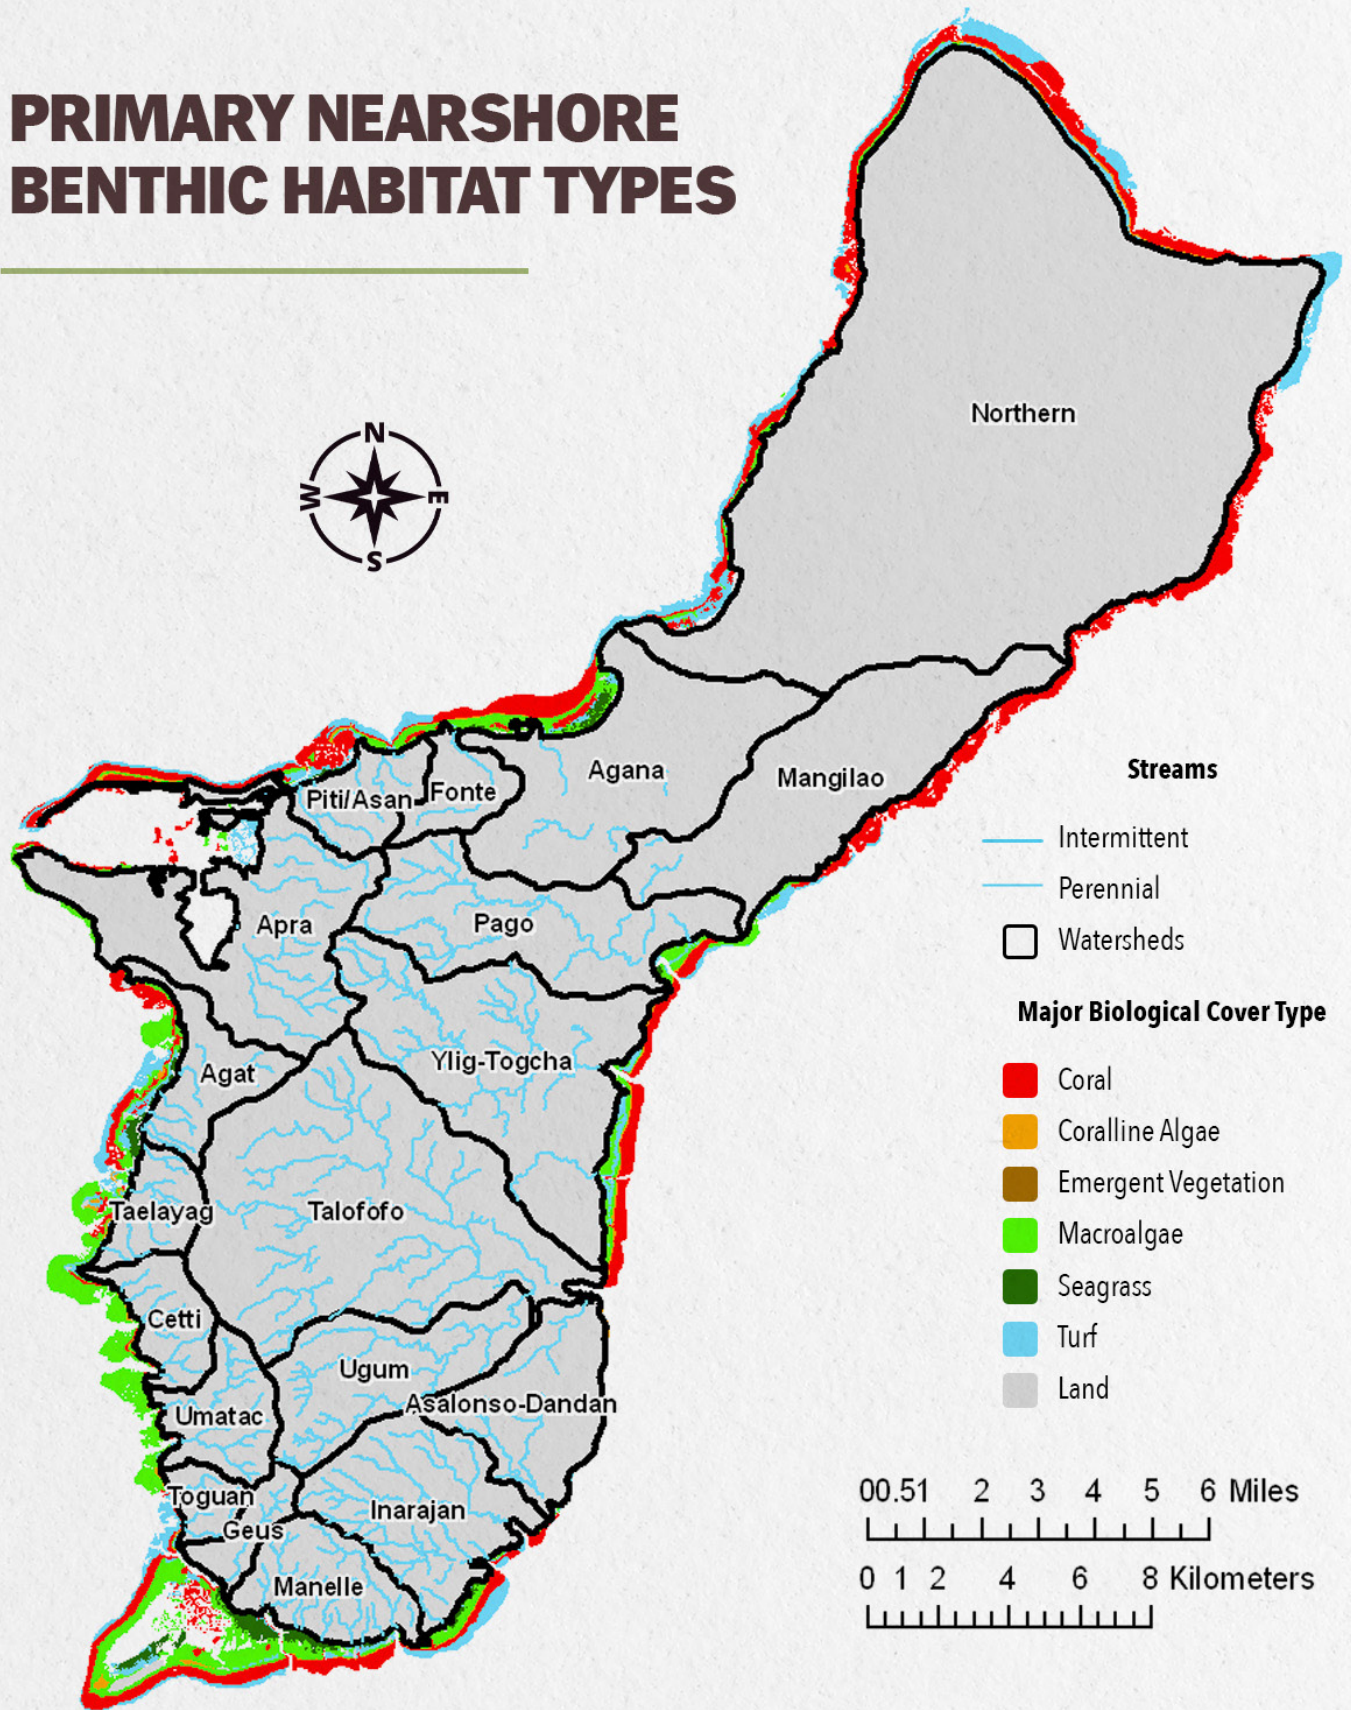 PRIMARY NEARSHORE
BENTHIC HABITAT TYPES
N
W
E
S
Northern
Agana
Mangilao
Piti/Asan
Fonte
Apra
Pago
Agat
Ylig-Togcha
Taelayag
Talofofo
Cetti
Ugum
Umatac
Asalonso-Dandan
Toguan
Geus
Inarajan
Manelle
Streams
Intermittent
Perennial
Watersheds
Major Biological Cover Type
Coral
Coralline Algae
Emergent Vegetation
Macroalgae
Seagrass
Turf
Land
00.51 2 3 4 5 6 Miles
0 1 2 4 6 8 Kilometers